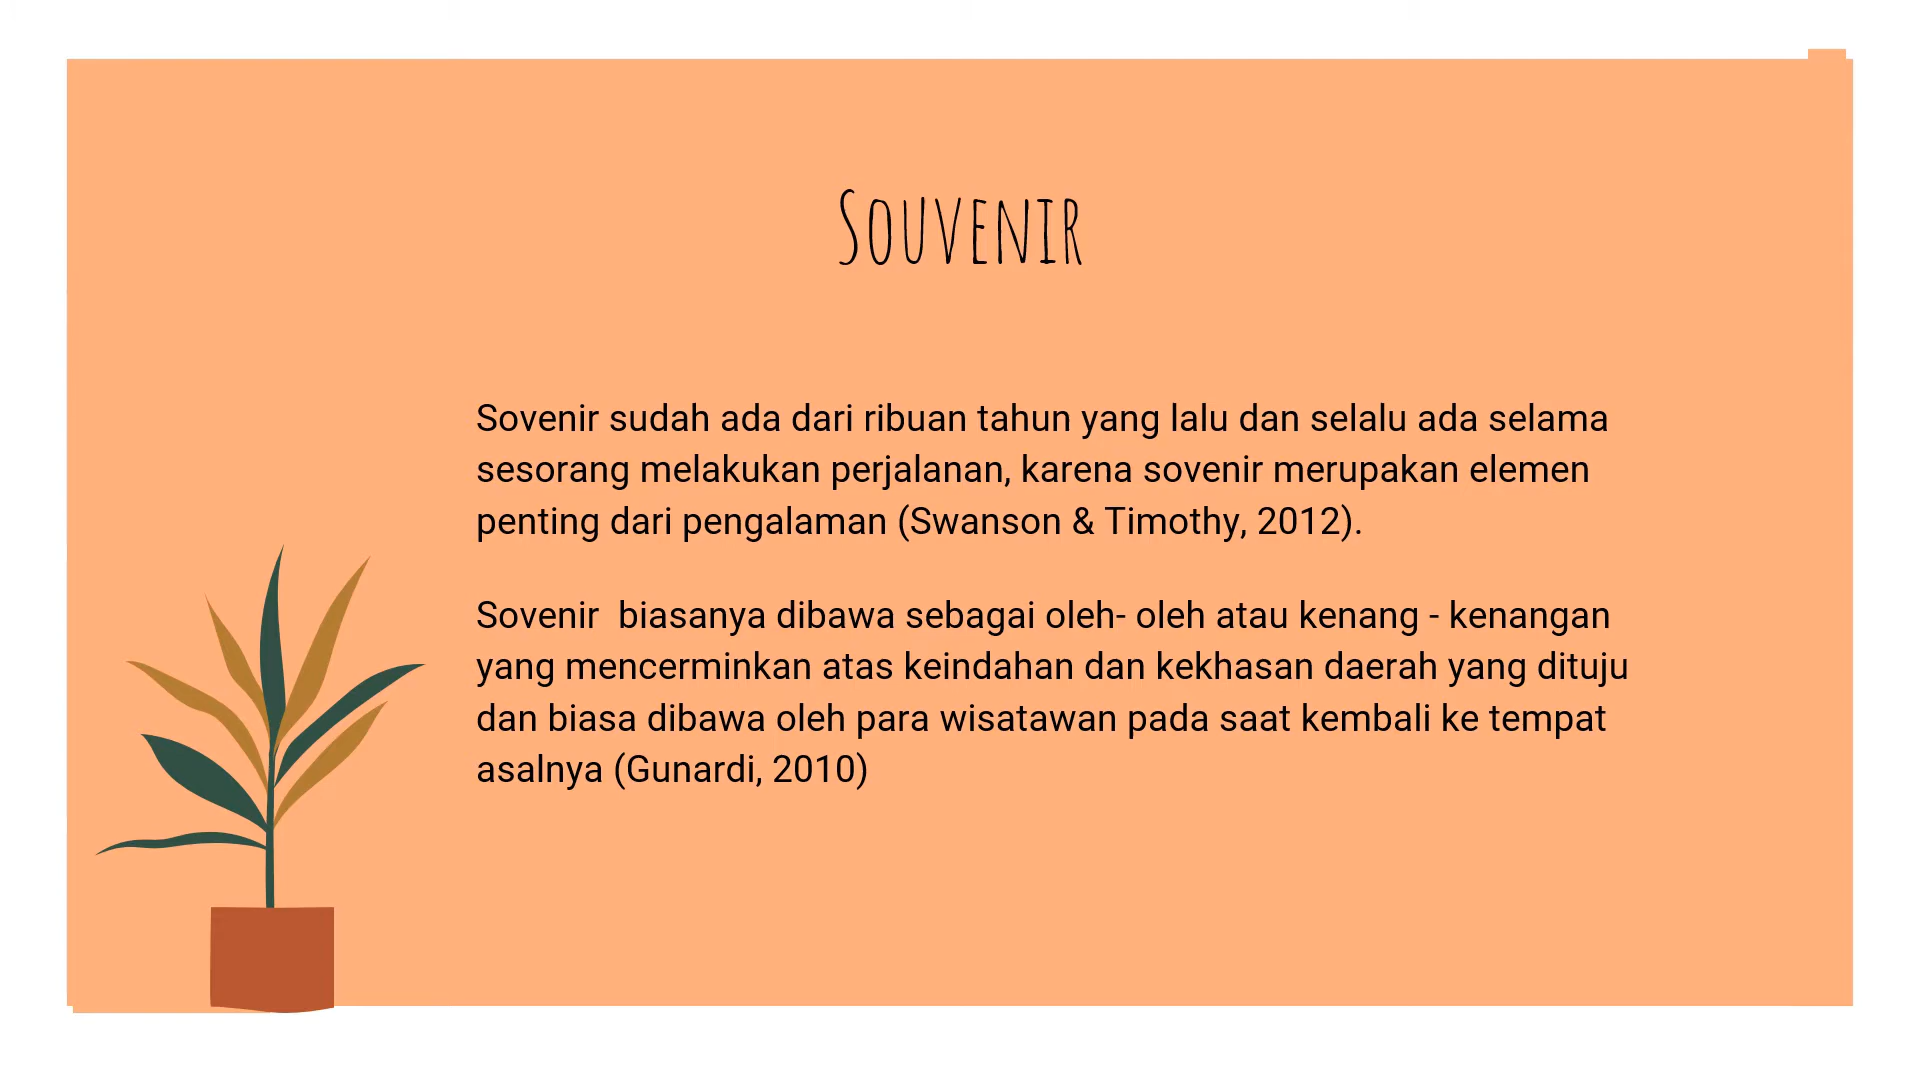 Souvenir
Sovenir sudah ada dari ribuan tahun yang lalu dan selalu ada selama
sesorang melakukan perjalanan, karena sovenir merupakan elemen
penting dari pengalaman (Swanson & Timothy, 2012).
Sovenir  biasanya dibawa sebagai oleh- oleh atau kenang - kenangan
yang mencerminkan atas keindahan dan kekhasan daerah yang dituju
dan biasa dibawa oleh para wisatawan pada saat kembali ke tempat
asalnya (Gunardi, 2010)